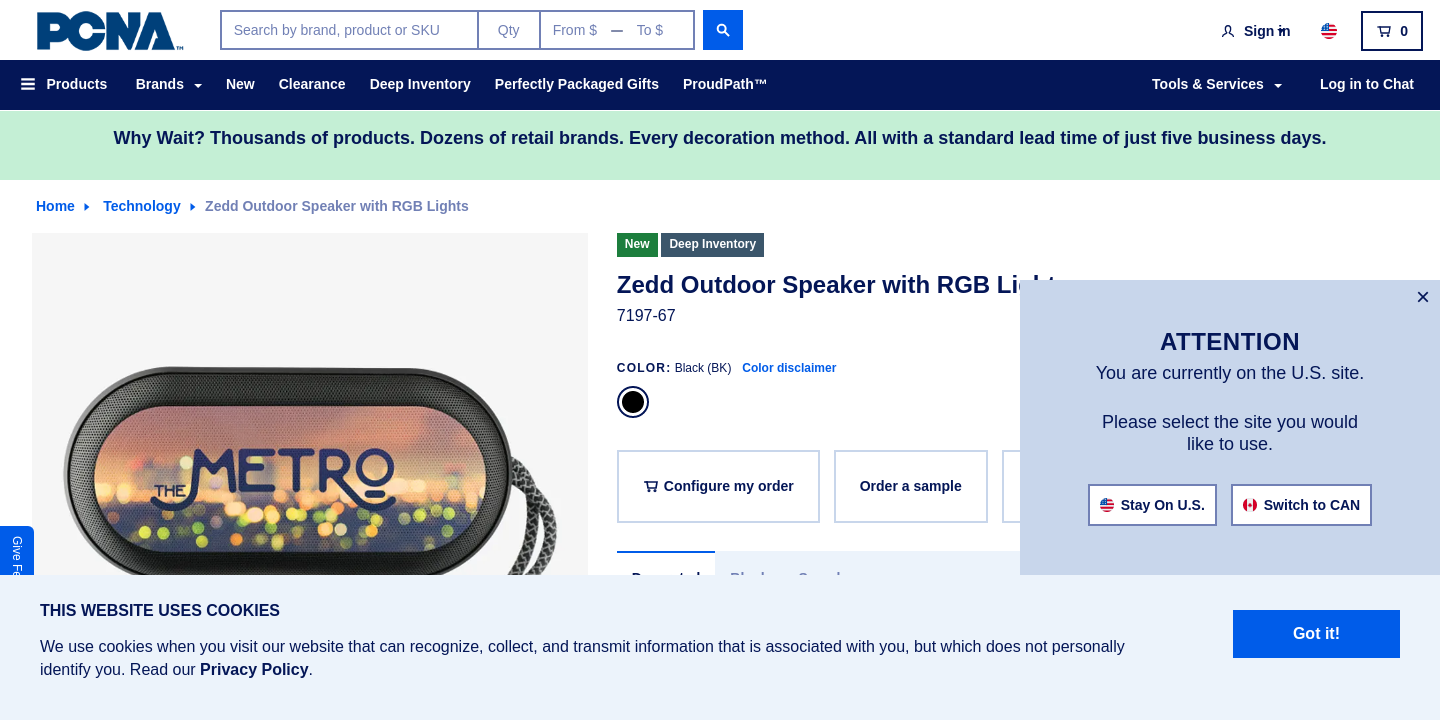 PCNA™
Search by brand, product or SKU
Qty
From $ — To $
Sign in
0
Products
Brands
New
Clearance
Deep Inventory
Perfectly Packaged Gifts
ProudPath™
Tools & Services
Log in to Chat
Why Wait? Thousands of products. Dozens of retail brands. Every decoration method. All with a standard lead time of just five business days.
Home
Technology
Zedd Outdoor Speaker with RGB Lights
New
Deep Inventory
Zedd Outdoor Speaker with RGB Light
7197-67
COLOR: Black (BK) Color disclaimer
Configure my order
Order a sample
THE METRO
Give Fe
×
ATTENTION
You are currently on the U.S. site.
Please select the site you would
like to use.
Stay On U.S.
Switch to CAN
THIS WEBSITE USES COOKIES
We use cookies when you visit our website that can recognize, collect, and transmit information that is associated with you, but which does not personally
identify you. Read our Privacy Policy.
Got it!